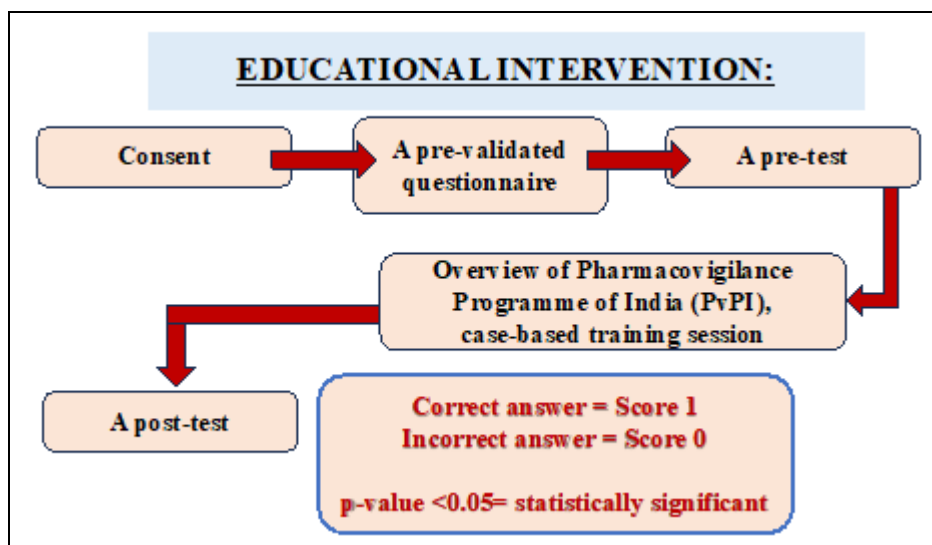 EDUCATIONAL INTERVENTION:
Consent
A pre-validated
questionnaire
A pre-test
Overview of Pharmacovigilance
Programme of India (PvPI),
case-based training session
A post-test
Correct answer = Score 1
Incorrect answer = Score 0
p-value <0.05= statistically significant